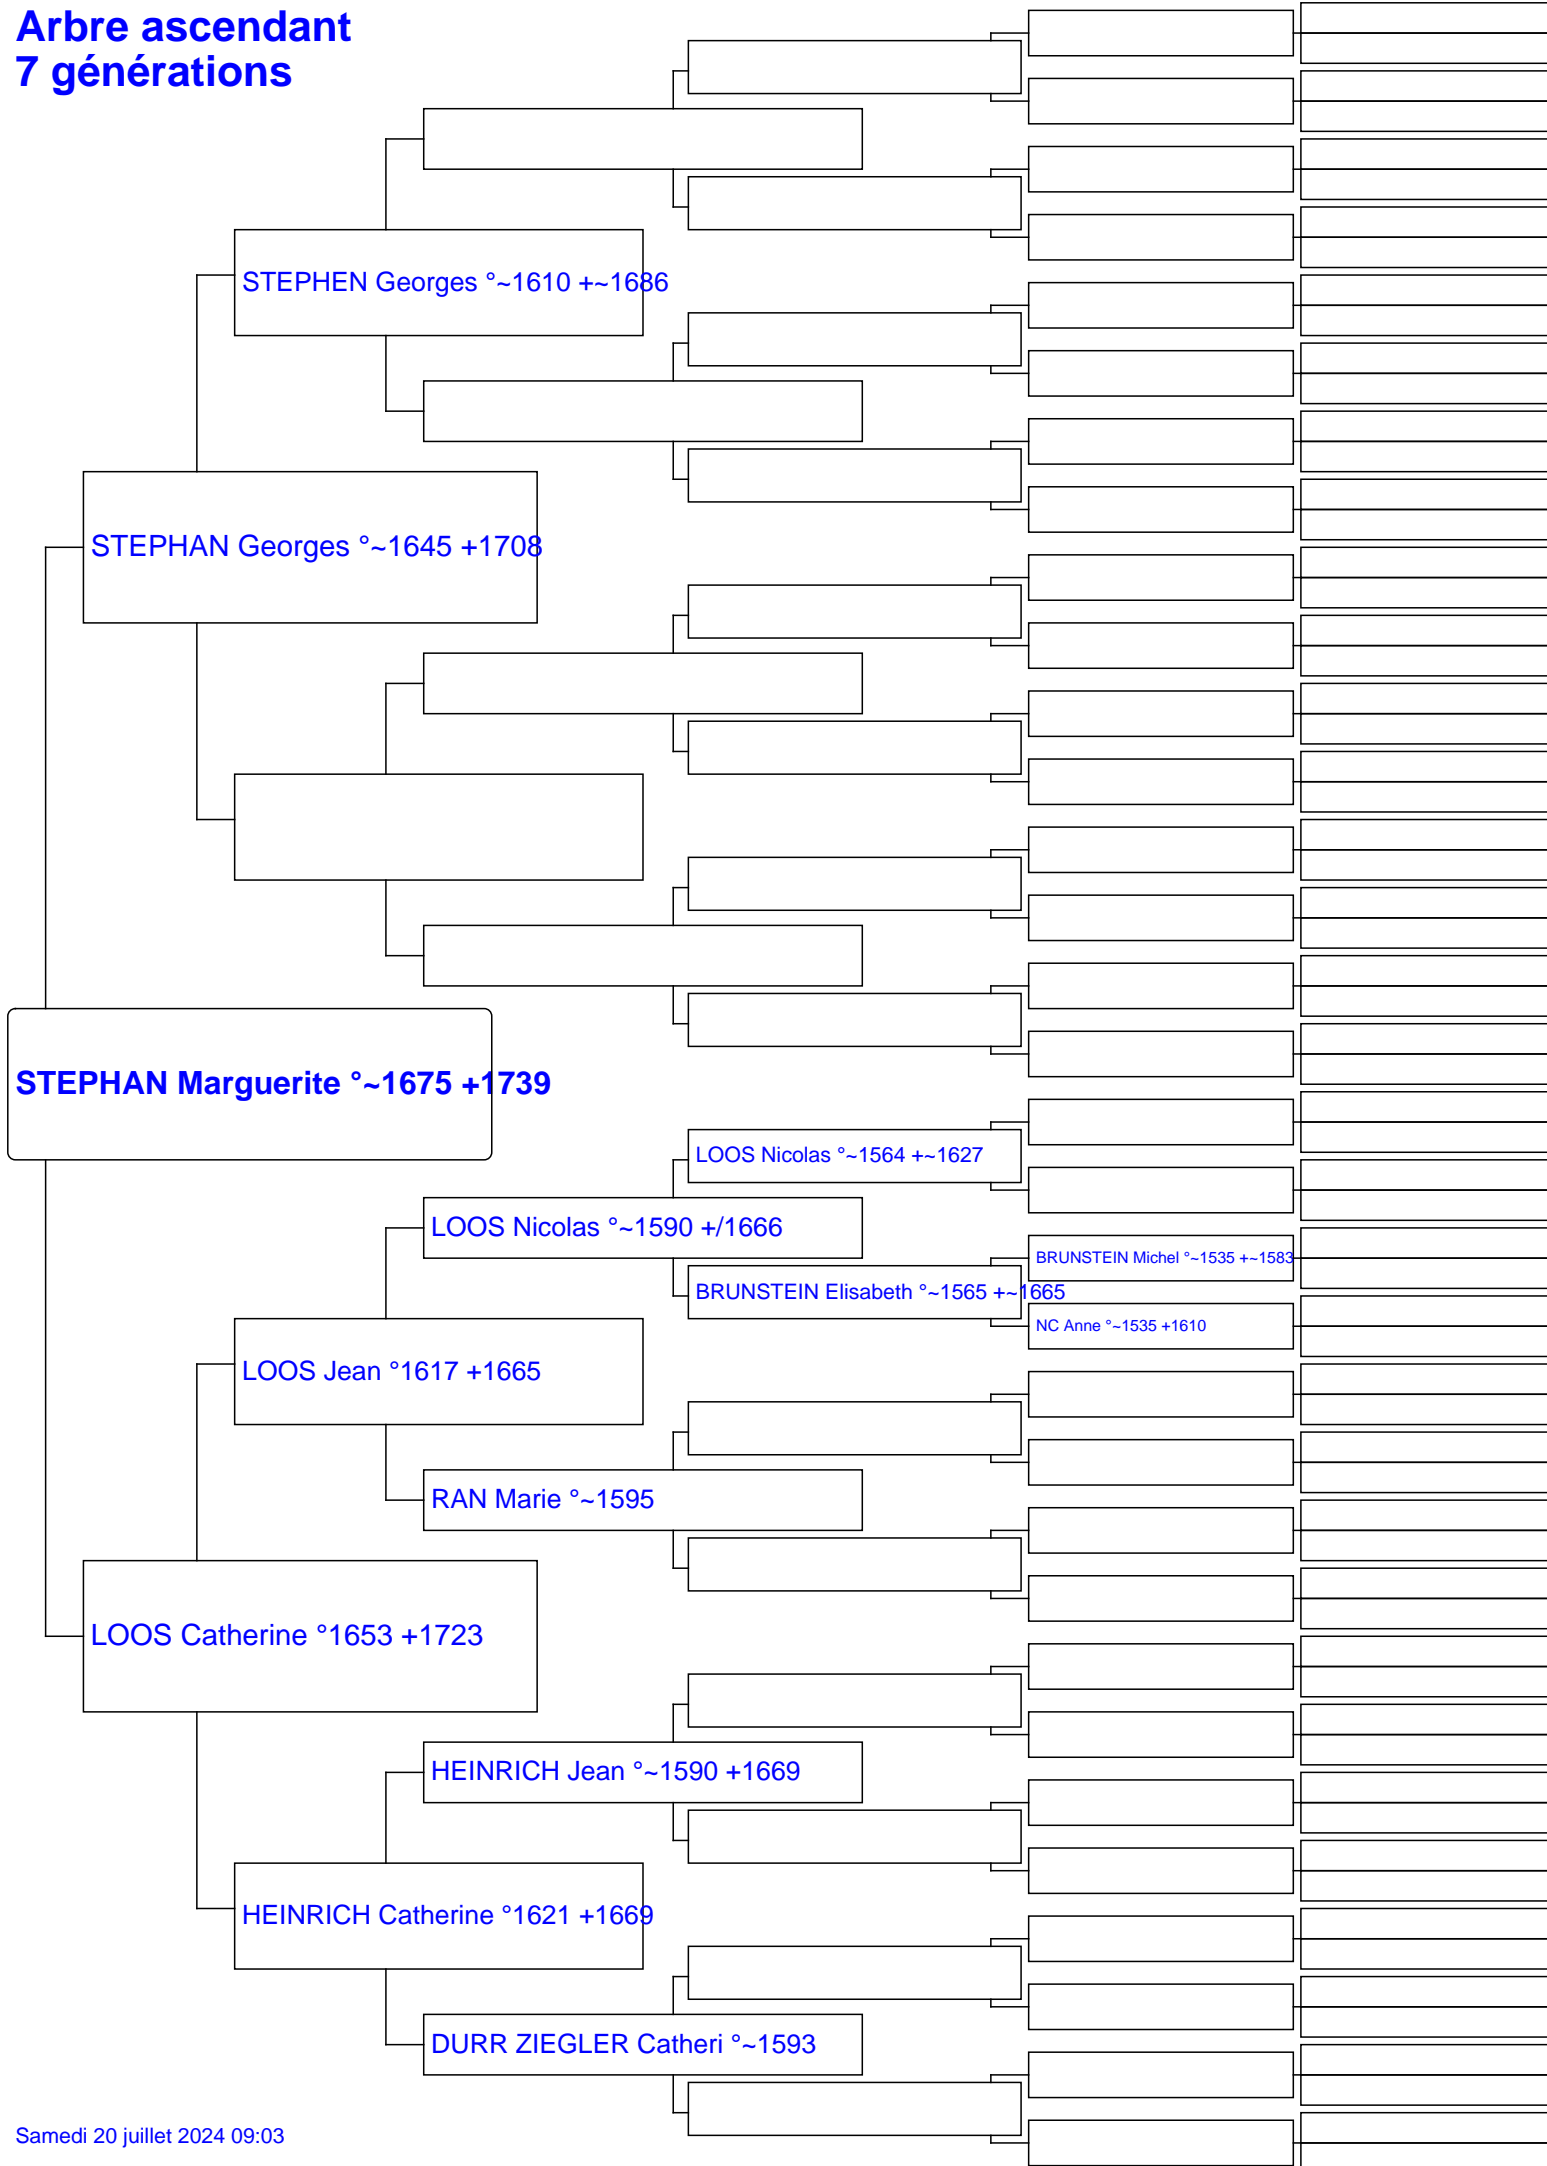 Arbre ascendant
7 générations
STEPHEN Georges °~1610 +~1686
STEPHAN Georges °~1645 +1708
STEPHAN Marguerite °~1675 +1739
LOOS Nicolas °~1564 +~1627
LOOS Nicolas °~1590 +/1666
BRUNSTEIN Michel °~1535 +~1583
BRUNSTEIN Elisabeth °~1565 +~1665
NC Anne °~1535 +1610
LOOS Jean °1617 +1665
RAN Marie °~1595
LOOS Catherine °1653 +1723
HEINRICH Jean °~1590 +1669
HEINRICH Catherine °1621 +1669
DURR ZIEGLER Catheri °~1593
Samedi 20 juillet 2024 09:03